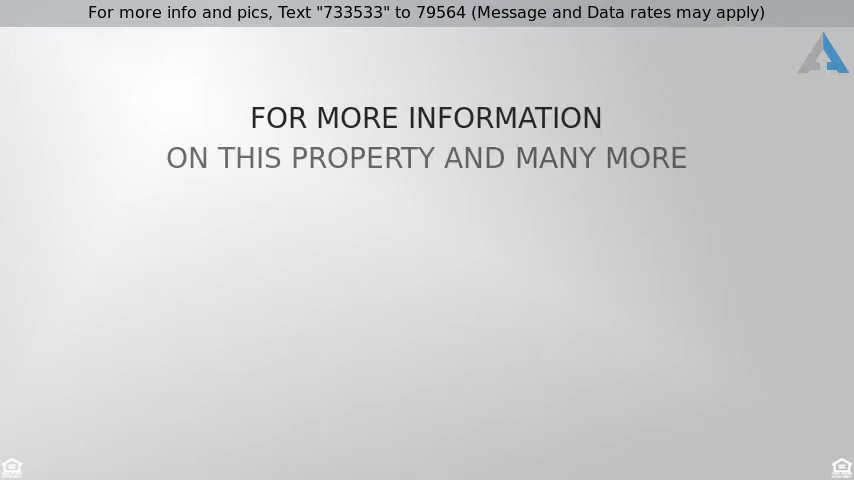 For more info and pics, Text "733533" to 79564 (Message and Data rates may apply)
FOR MORE INFORMATION
ON THIS PROPERTY AND MANY MORE